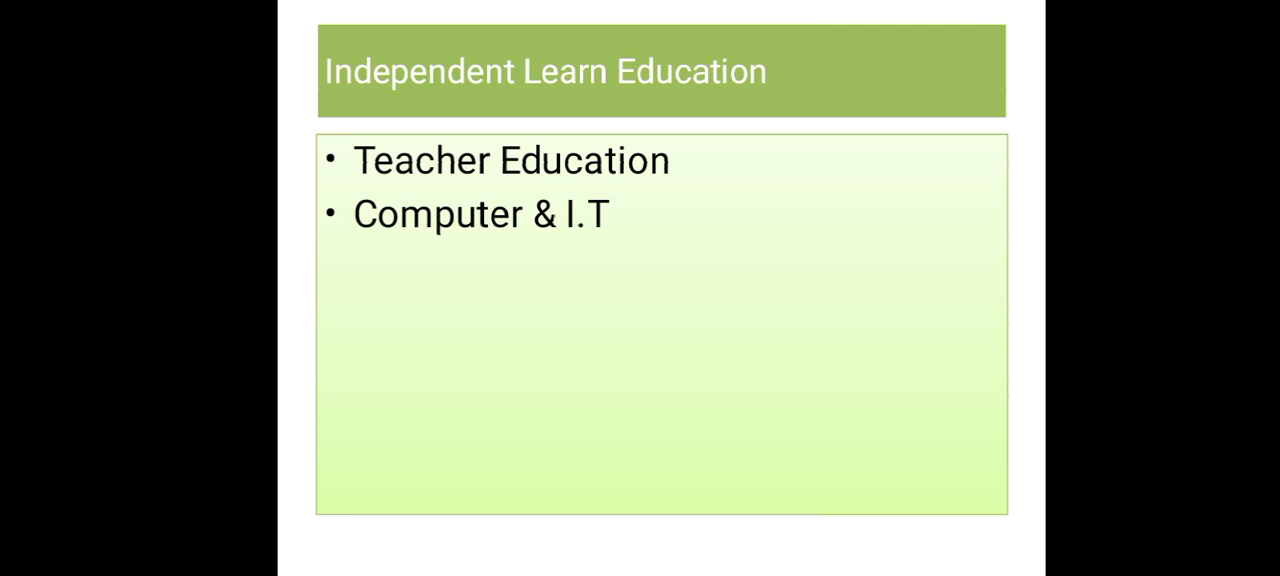 Independent Learn Education
• Teacher Education
• Computer & I.T